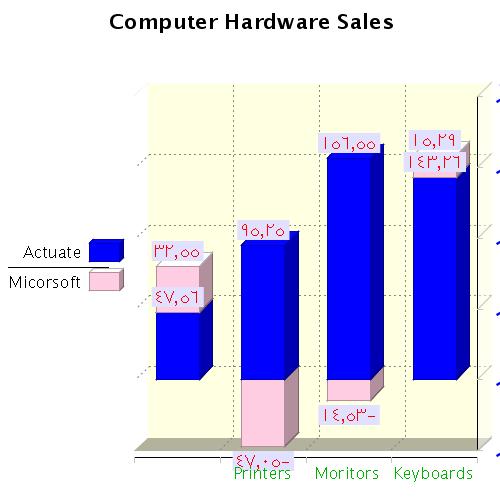 Computer Hardware Sales
١٥,٢٩
١٥٦,٥٥
١٤٣,٢٦
٩٥,٢٥
٣٢,٥٥
Actuate
Micorsoft
٤٧,٥٦
١٤,٥٣-
٤٧,٠٥-
Printers Moritors Keyboards